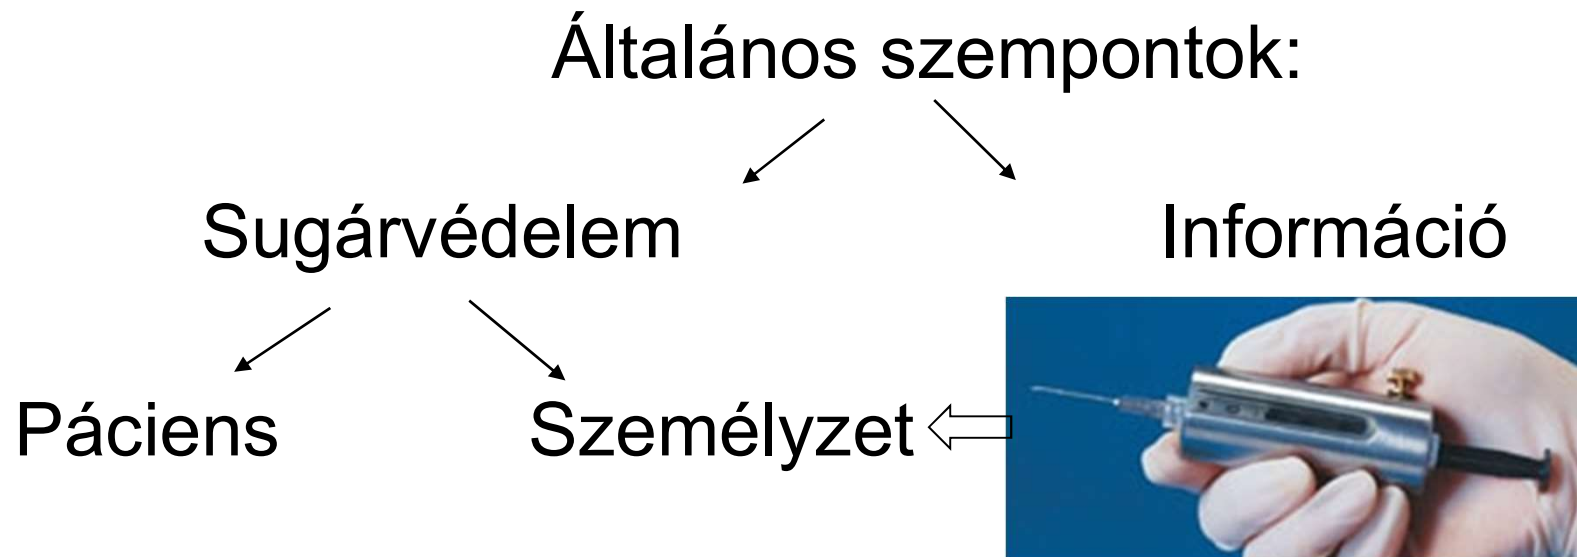 Általános szempontok:
Sugárvédelem Információ
Páciens Személyzet